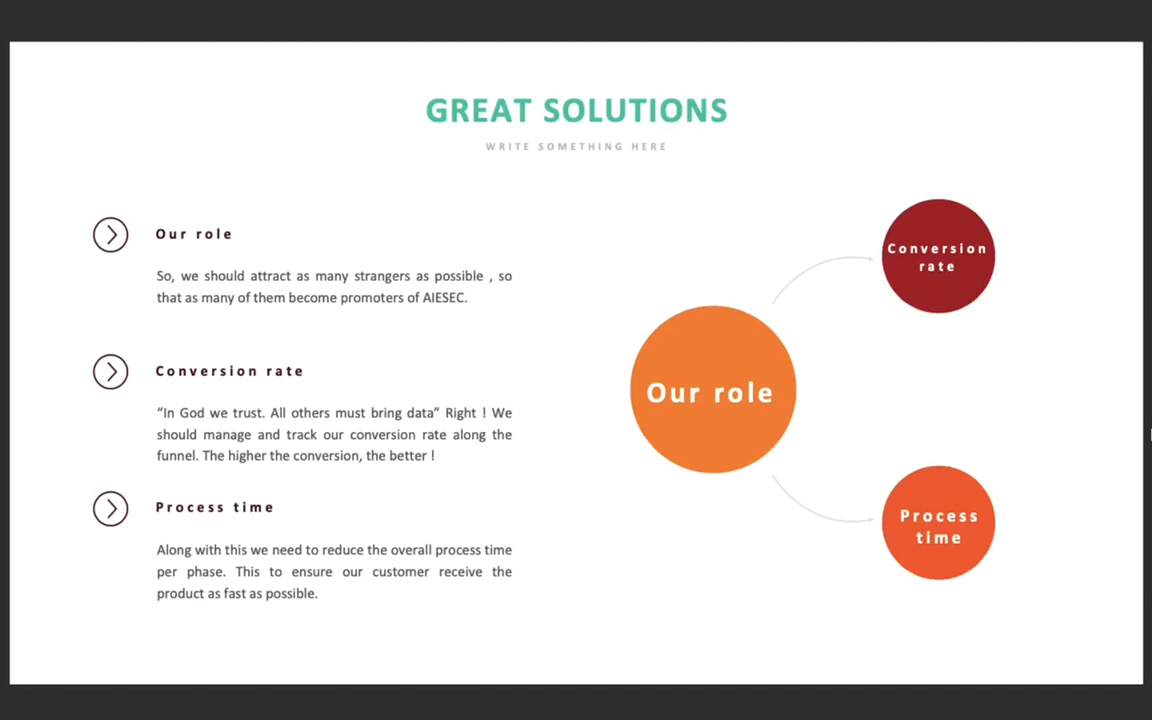 GREAT SOLUTIONS
WRITE SOMETHING HERE
Our role
So, we should attract as many strangers as possible , so
that as many of them become promoters of AIESEC.
Conversion rate
“In God we trust. All others must bring data” Right ! We
should manage and track our conversion rate along the
funnel. The higher the conversion, the better !
Process time
Along with this we need to reduce the overall process time
per phase. This to ensure our customer receive the
product as fast as possible.
Conversion
rate
Our role
Process
time